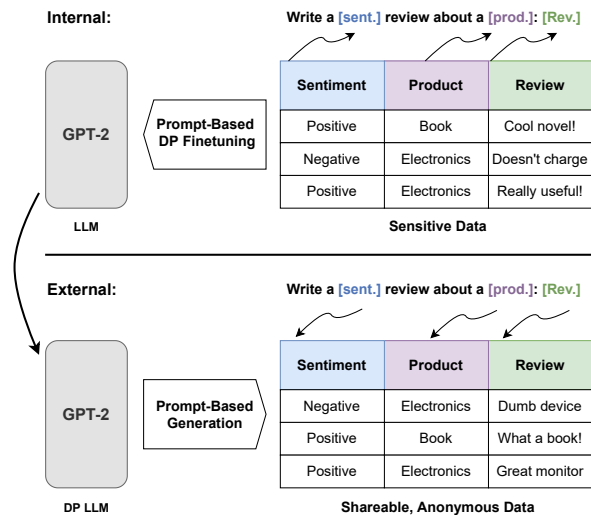 Internal:
Write a [sent.] review about a [prod.]: [Rev.]
GPT-2
LLM
Prompt-Based
DP Finetuning
Sentiment Product Review
Positive Book Cool novel!
Negative Electronics Doesn't charge
Positive Electronics Really useful!
Sensitive Data
External:
Write a [sent.] review about a [prod.]: [Rev.]
GPT-2
DP LLM
Prompt-Based
Generation
Sentiment Product Review
Negative Electronics Dumb device
Positive Book What a book!
Positive Electronics Great monitor
Shareable, Anonymous Data